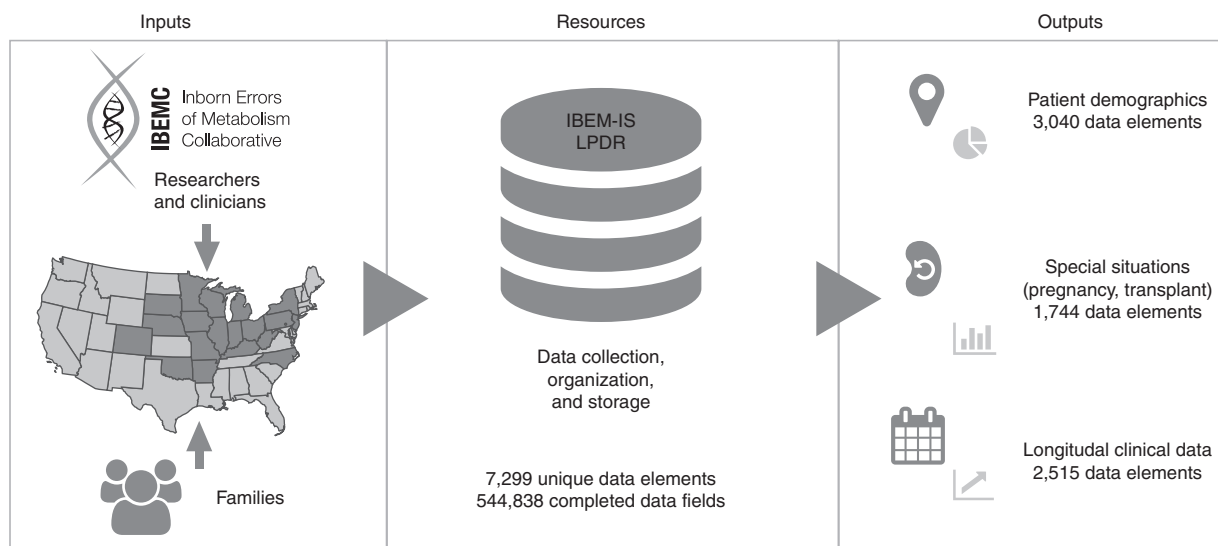 Inputs
Resources
Outputs
IBEMC
Inborn Errors
of Metabolism
Collaborative
Researchers
and clinicians
Families
IBEM-IS
LPDR
Data collection,
organization,
and storage
7,299 unique data elements
544,838 completed data fields
Patient demographics
3,040 data elements
Special situations
(pregnancy, transplant)
1,744 data elements
Longitudal clinical data
2,515 data elements